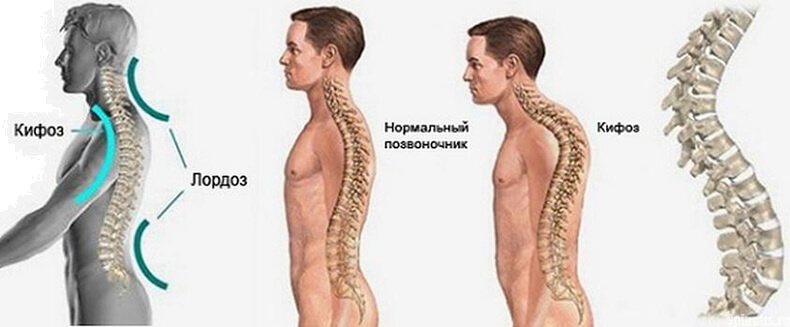 Кифоз
Лордоз
Нормальный
позвоночник
Кифоз